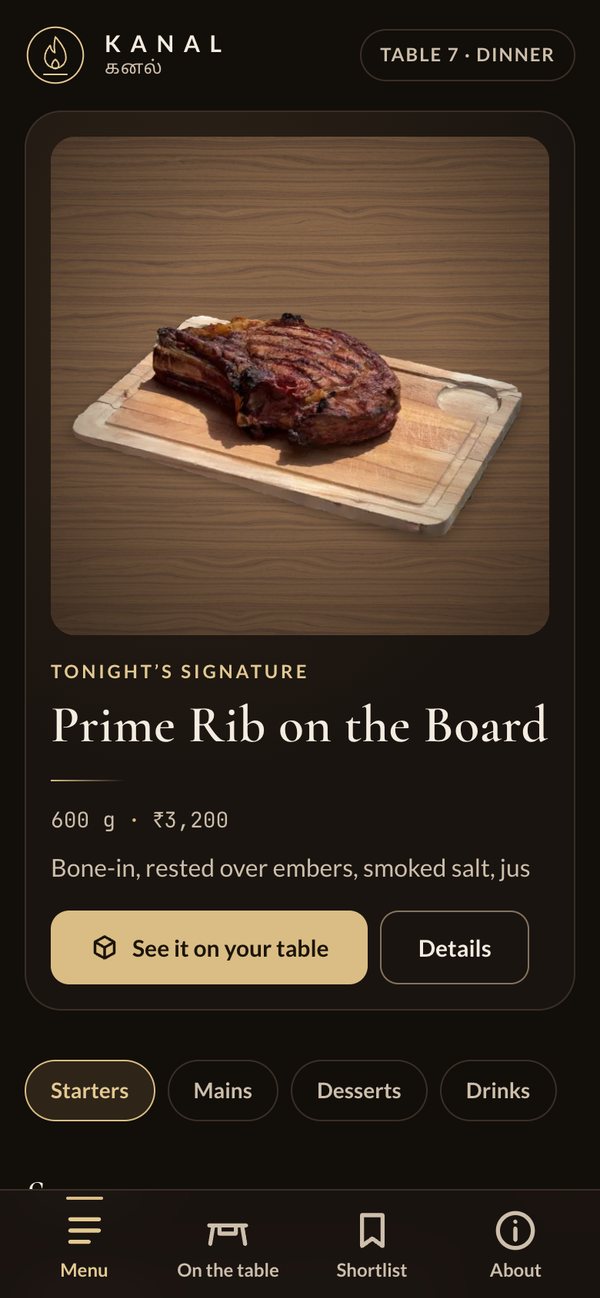 KANAL
கனல்
TABLE 7 · DINNER
TONIGHT’S SIGNATURE
Prime Rib on the Board
600 g · ₹3,200
Bone-in, rested over embers, smoked salt, jus
See it on your table
Details
Starters
Mains
Desserts
Drinks
Menu
On the table
Shortlist
About